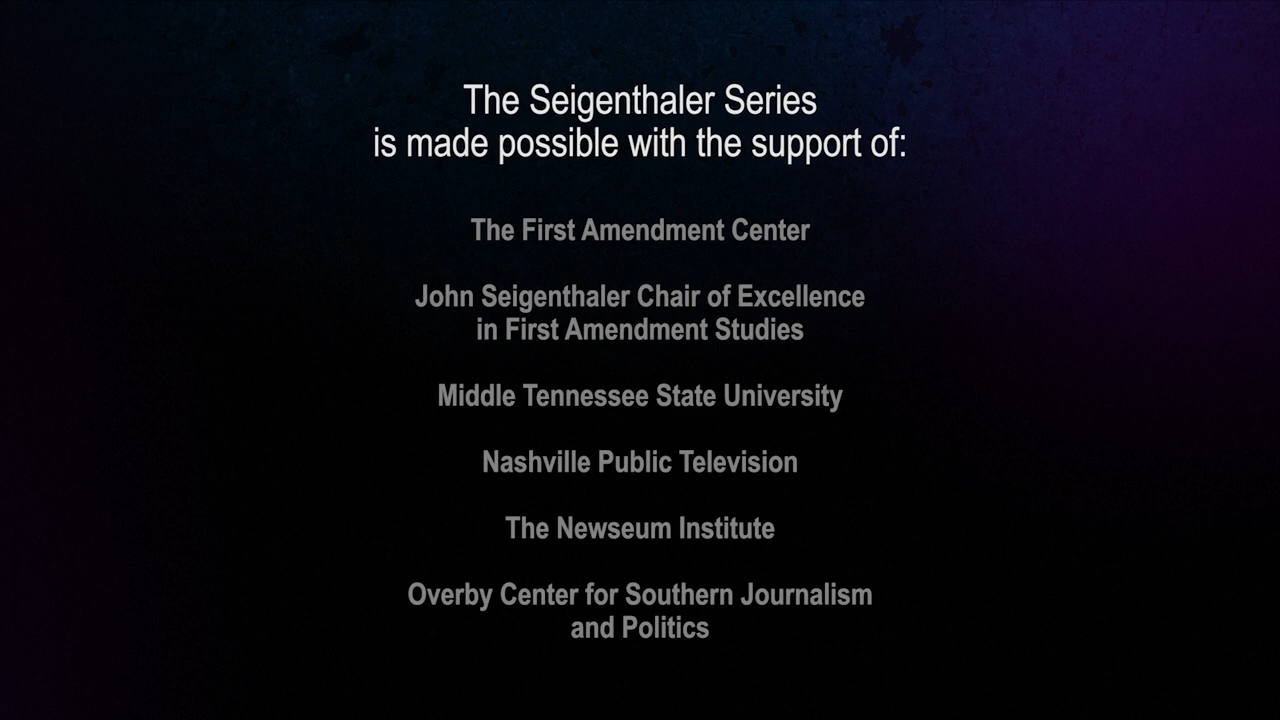 The Seigenthaler Series
is made possible with the support of:
The First Amendment Center
John Seigenthaler Chair of Excellence
in First Amendment Studies
Middle Tennessee State University
Nashville Public Television
The Newseum Institute
Overby Center for Southern Journalism
and Politics